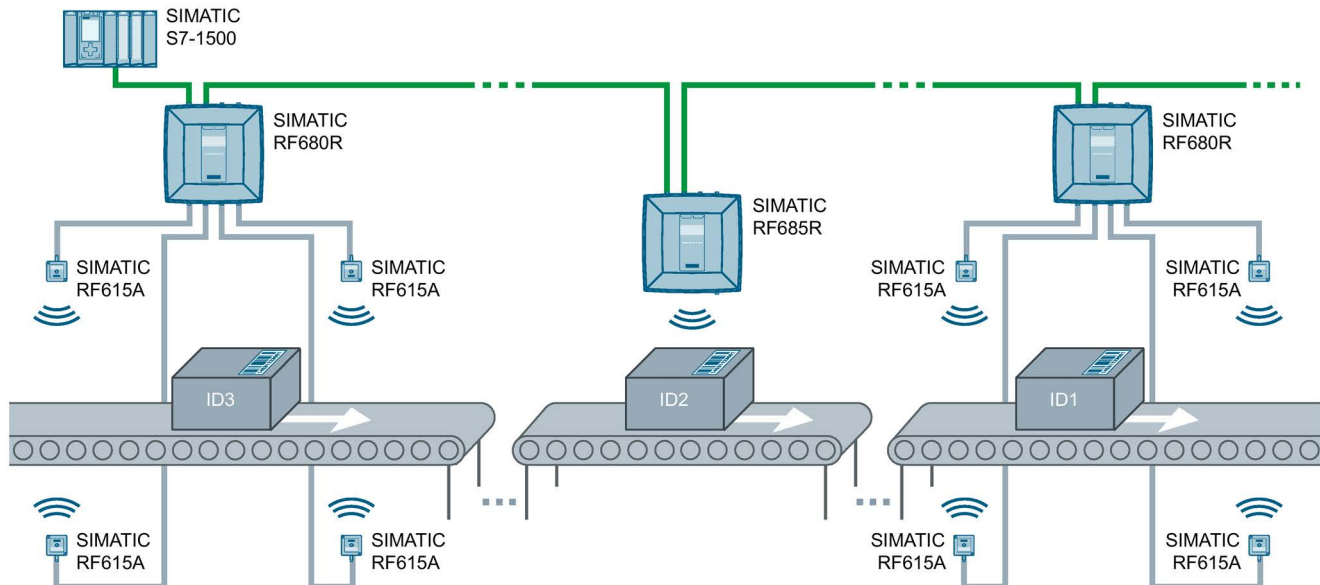 SIMATIC
S7-1500
SIMATIC
RF680R
SIMATIC
RF685R
SIMATIC
RF680R
SIMATIC
RF615A
SIMATIC
RF615A
SIMATIC
RF615A
SIMATIC
RF615A
ID3
ID2
ID1
SIMATIC
RF615A
SIMATIC
RF615A
SIMATIC
RF615A
SIMATIC
RF615A